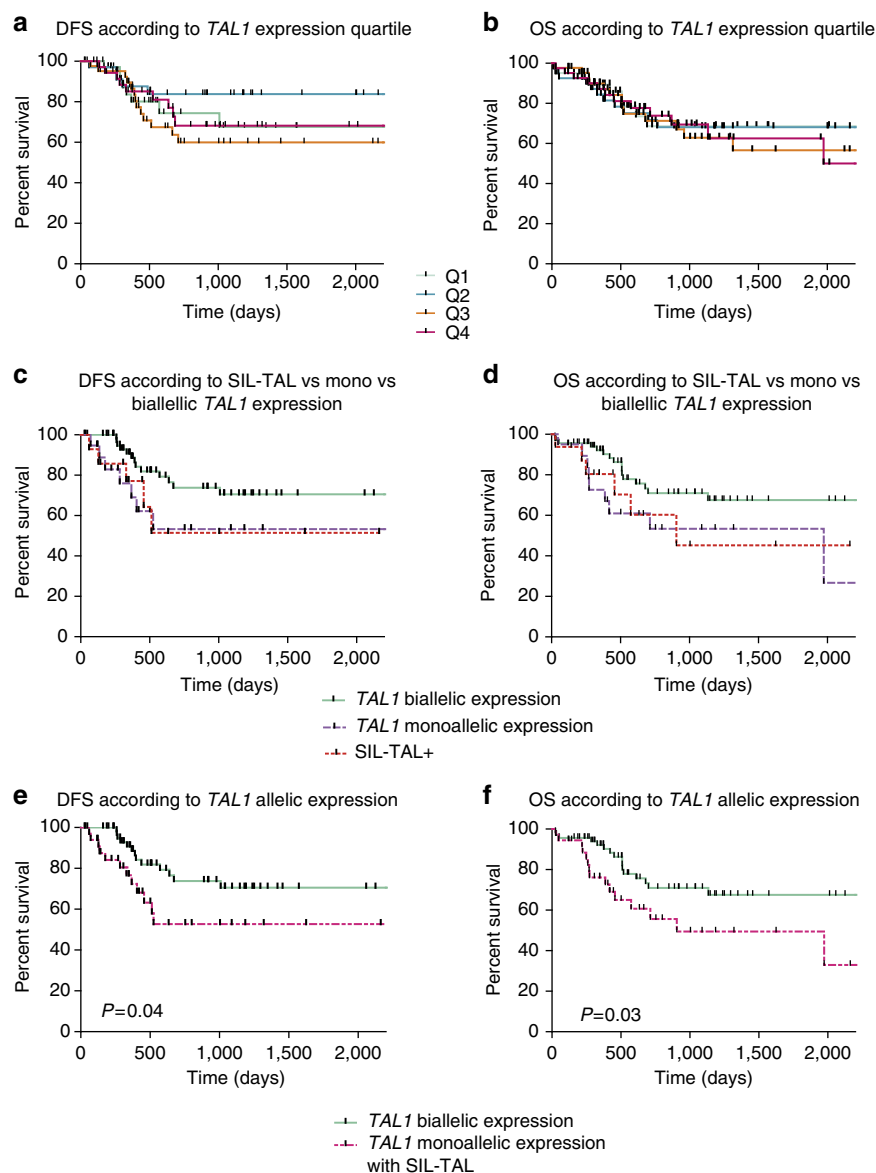 a DFS according to TAL1 expression quartile
Percent survival
100
80
60
40
20
0
0 500 1,000 1,500 2,000
Time (days)
b OS according to TAL1 expression quartile
Percent survival
100
80
60
40
20
0
0 500 1,000 1,500 2,000
Time (days)
Q1
Q2
Q3
Q4
c DFS according to SIL-TAL vs mono vs
biallellic TAL1 expression
Percent survival
100
80
60
40
20
0
0 500 1,000 1,500 2,000
Time (days)
d OS according to SIL-TAL vs mono vs
biallellic TAL1 expression
Percent survival
100
80
60
40
20
0
0 500 1,000 1,500 2,000
Time (days)
TAL1 biallelic expression
TAL1 monoallelic expression
SIL-TAL+
e DFS according to TAL1 allelic expression
Percent survival
100
80
60
40
20
0
P=0.04
0 500 1,000 1,500 2,000
Time (days)
f OS according to TAL1 allelic expression
Percent survival
100
80
60
40
20
0
P=0.03
0 500 1,000 1,500 2,000
Time (days)
TAL1 biallelic expression
TAL1 monoallelic expression
with SIL-TAL